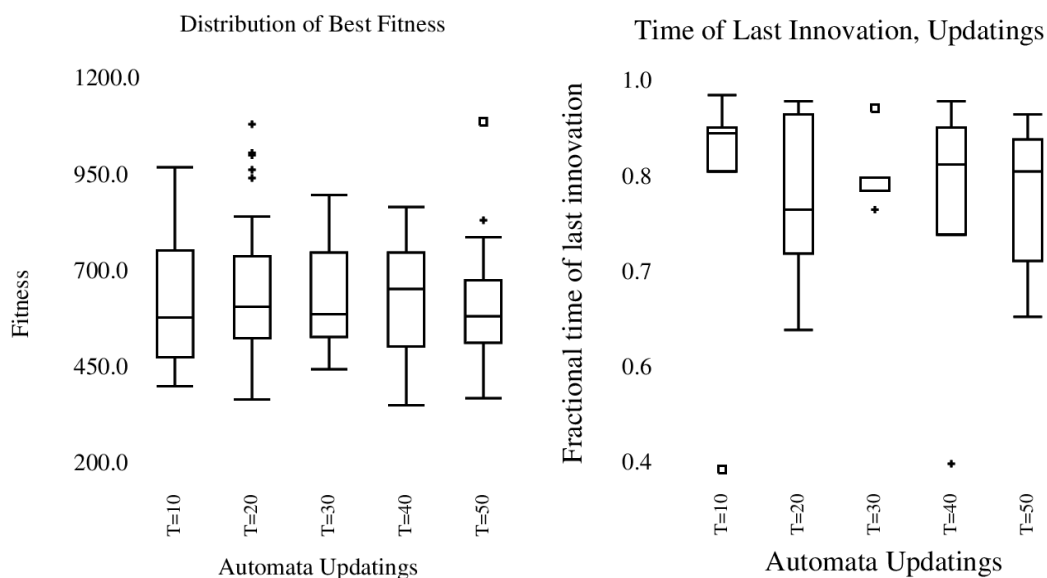 Distribution of Best Fitness
1200.0
950.0
700.0
450.0
200.0
Fitness
T=10
T=20
T=30
T=40
T=50
Automata Updatings
Time of Last Innovation, Updatings
1.0
0.8
0.7
0.6
0.4
Fractional time of last innovation
T=10
T=20
T=30
T=40
T=50
Automata Updatings